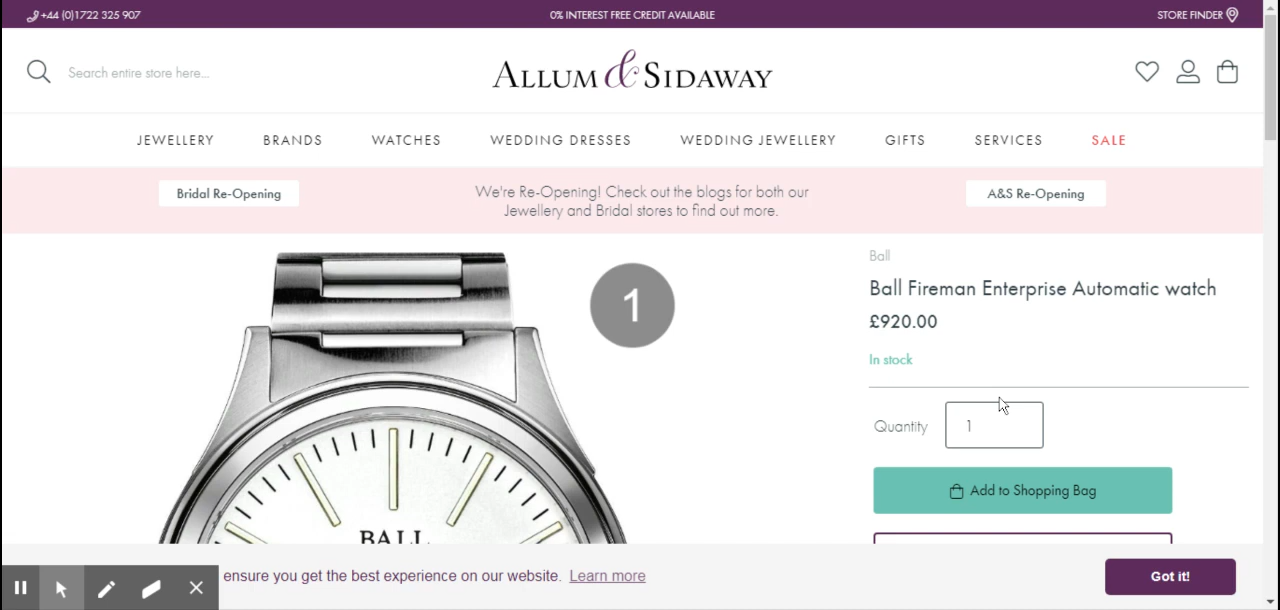 +44 (0)1722 325 907
0% INTEREST FREE CREDIT AVAILABLE
STORE FINDER
Search entire store here...
ALLUM & SIDAWAY
JEWELLERY
BRANDS
WATCHES
WEDDING DRESSES
WEDDING JEWELLERY
GIFTS
SERVICES
SALE
Bridal Re-Opening
We're Re-Opening! Check out the blogs for both our
Jewellery and Bridal stores to find out more.
A&S Re-Opening
1
Ball
Ball Fireman Enterprise Automatic watch
£920.00
In stock
Quantity
1
Add to Shopping Bag
BALL
ensure you get the best experience on our website. Learn more
Got it!